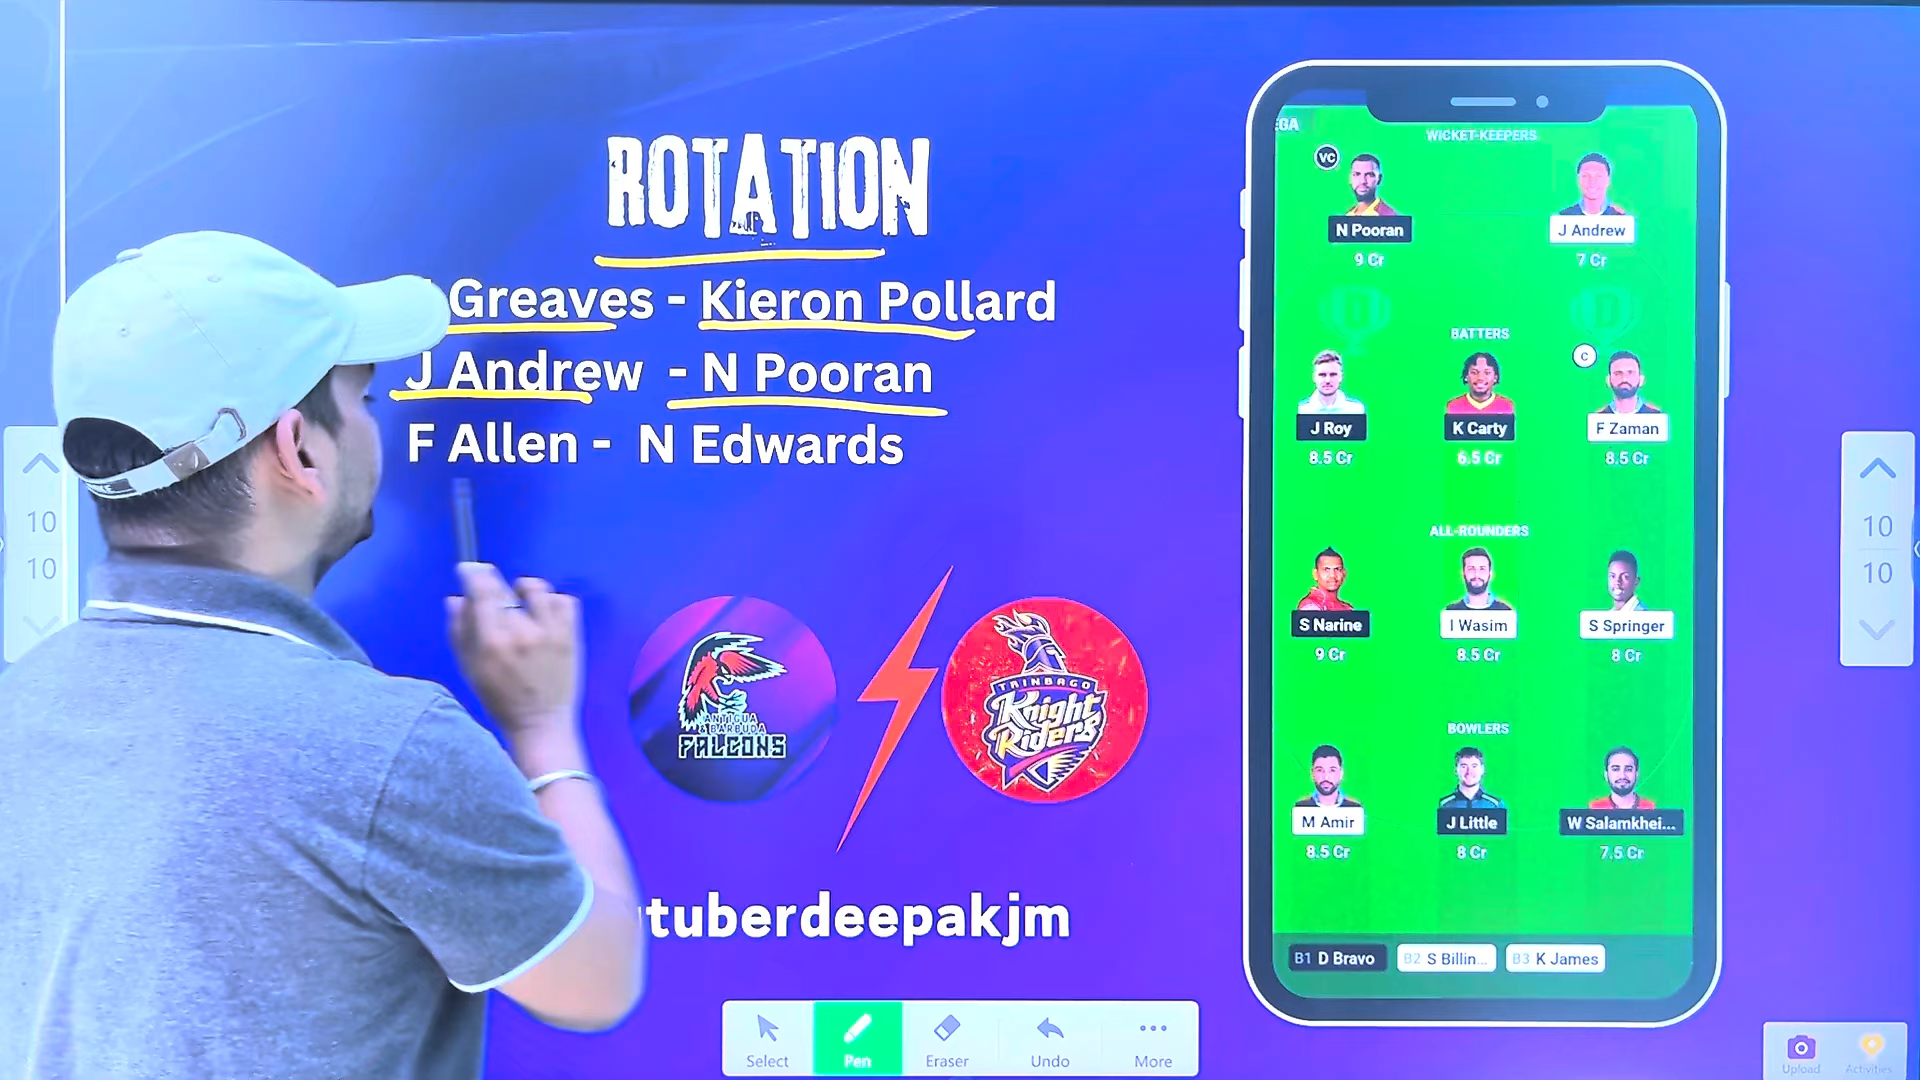 ROTATION
Greaves - Kieron Pollard
J Andrew - N Pooran
F Allen - N Edwards
ANTIGUA
& BARBUDA
FALCONS
TRINBAGO
Knight
Riders
tuberdeepakjm
GA
WICKET-KEEPERS
VC
N Pooran
J Andrew
9 Cr
7 Cr
BATTERS
C
J Roy
K Carty
F Zaman
8.5 Cr
6.5 Cr
8.5 Cr
ALL-ROUNDERS
S Narine
I Wasim
S Springer
9 Cr
8.5 Cr
8 Cr
BOWLERS
M Amir
J Little
W Salamkhei...
8.5 Cr
8 Cr
7.5 Cr
B1 D Bravo
B2 S Billin...
B3 K James
10
10
10
10
Select
Pen
Eraser
Undo
More
Upload
Activities